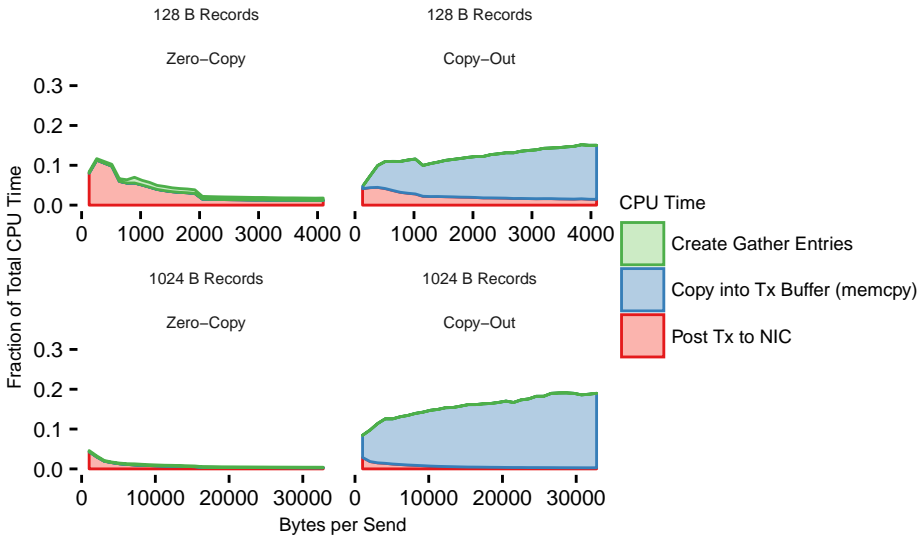 128 B Records
128 B Records
Zero−Copy
Copy−Out
0.3
0.2
0.1
0.0
0 1000 2000 3000 4000
0 1000 2000 3000 4000
1024 B Records
1024 B Records
Zero−Copy
Copy−Out
0.3
0.2
0.1
0.0
0 10000 20000 30000
0 10000 20000 30000
Bytes per Send
Fraction of Total CPU Time
CPU Time
Create Gather Entries
Copy into Tx Buffer (memcpy)
Post Tx to NIC